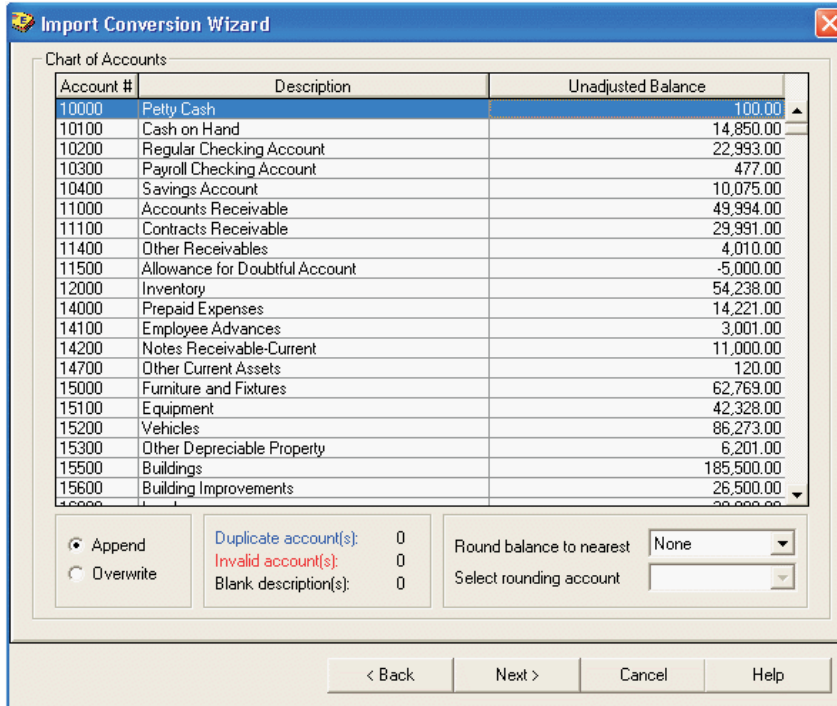 Import Conversion Wizard
Chart of Accounts
Account # Description Unadjusted Balance
10000 Petty Cash 100.00
10100 Cash on Hand 14,850.00
10200 Regular Checking Account 22,993.00
10300 Payroll Checking Account 477.00
10400 Savings Account 10,075.00
11000 Accounts Receivable 49,994.00
11100 Contracts Receivable 29,991.00
11400 Other Receivables 4,010.00
11500 Allowance for Doubtful Account -5,000.00
12000 Inventory 54,238.00
14000 Prepaid Expenses 14,221.00
14100 Employee Advances 3,001.00
14200 Notes Receivable-Current 11,000.00
14700 Other Current Assets 120.00
15000 Furniture and Fixtures 62,769.00
15100 Equipment 42,328.00
15200 Vehicles 86,273.00
15300 Other Depreciable Property 6,201.00
15500 Buildings 185,500.00
15600 Building Improvements 26,500.00
Append
Overwrite
Duplicate account(s): 0
Invalid account(s): 0
Blank description(s): 0
Round balance to nearest None
Select rounding account
< Back Next > Cancel Help